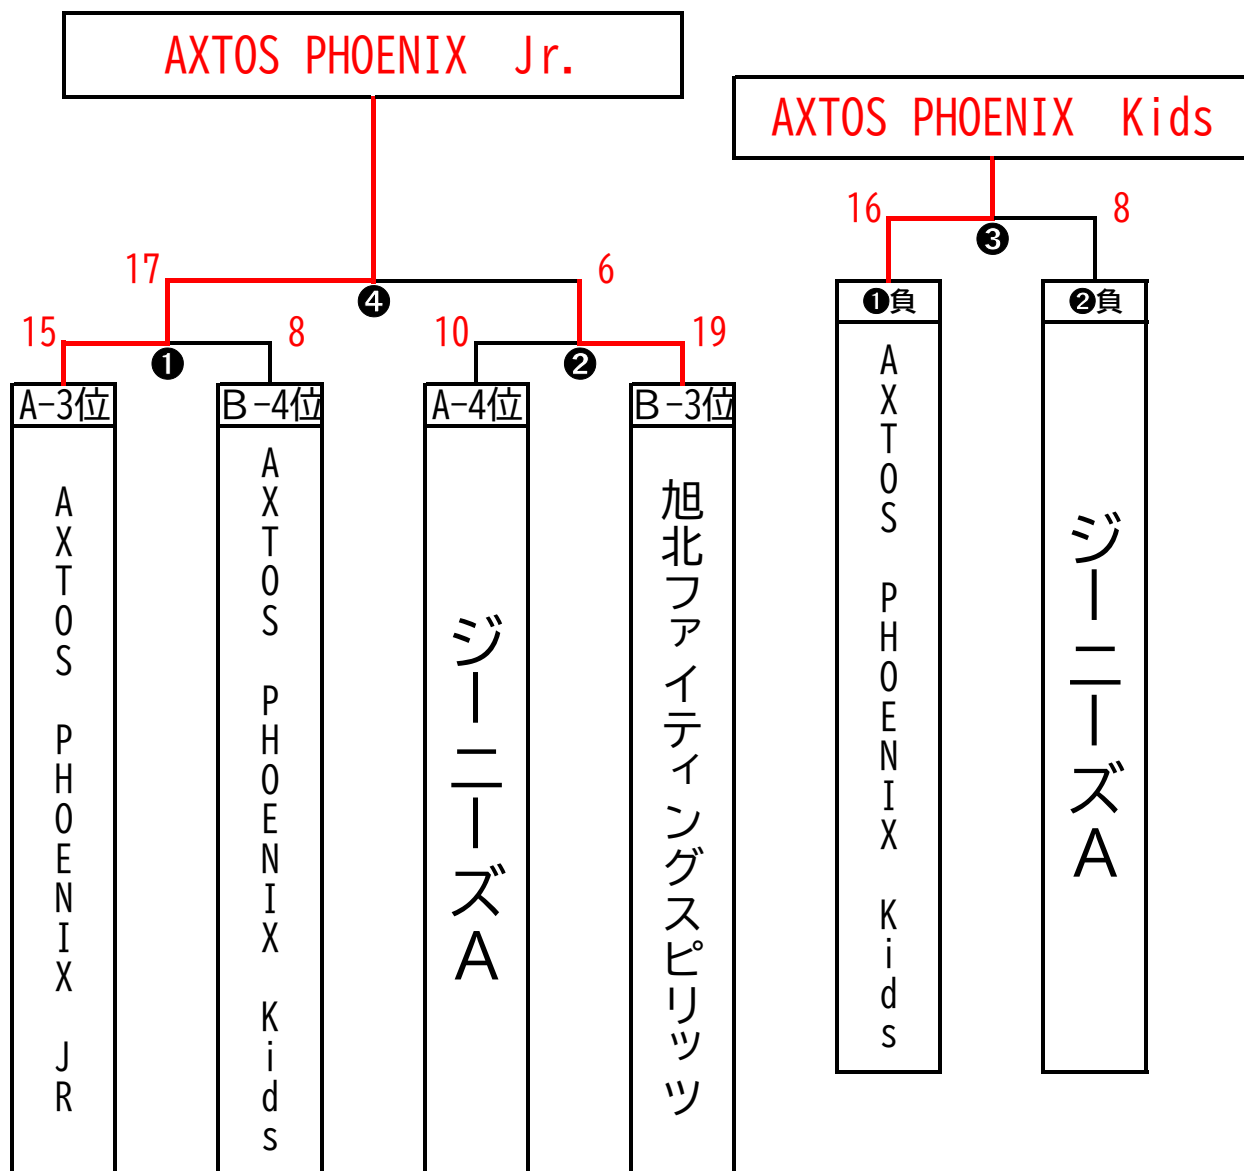 AXTOS PHOENIX Jr.
AXTOS PHOENIX Kids
16
8
❸
17
6
❹
❶負
❷負
15
8
10
19
❶
❷
A-3位
B-4位
A-4位
B-3位
AXTOS PHOENIX JR
AXTOS PHOENIX Kids
ジーニーズA
旭北ファイティングスピリッツ
AXTOS PHOENIX Kids
ジーニーズA